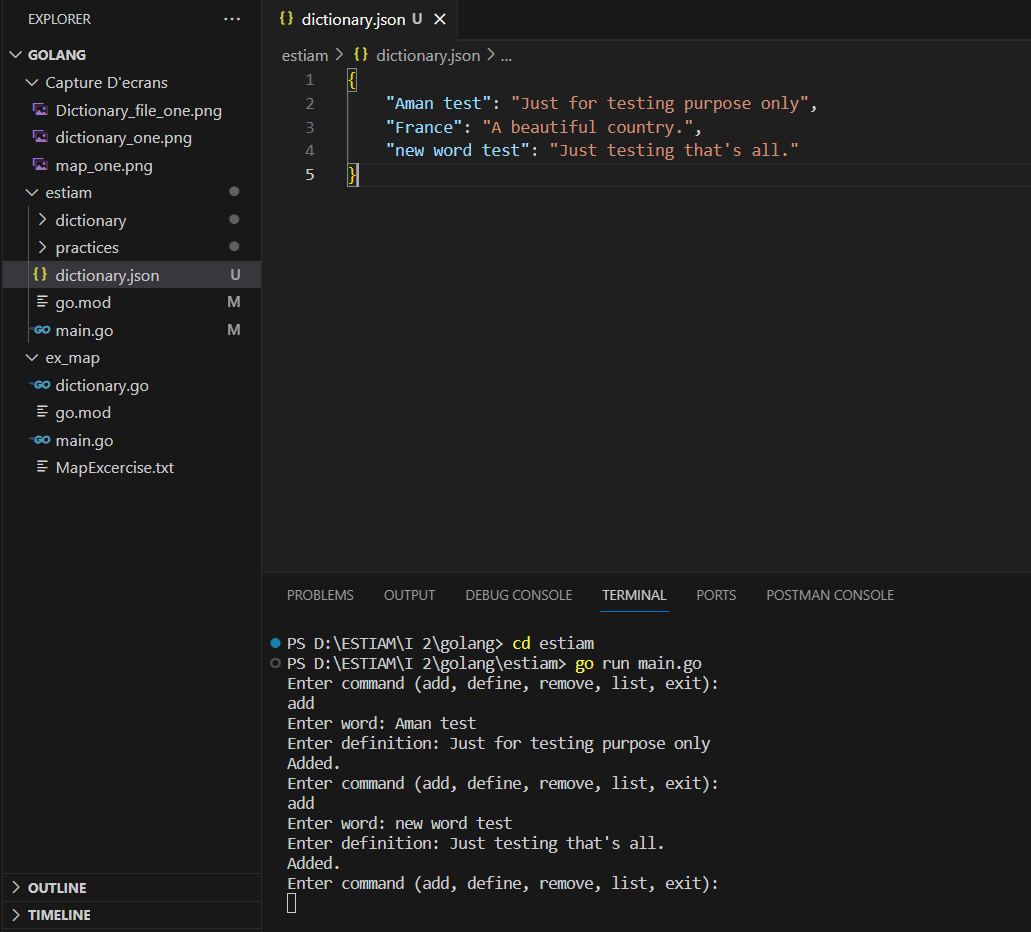 EXPLORER
GOLANG
Capture D'ecrans
Dictionary_file_one.png
dictionary_one.png
map_one.png
estiam
dictionary
practices
dictionary.json U
go.mod M
main.go M
ex_map
dictionary.go
go.mod
main.go
MapExcercise.txt
OUTLINE
TIMELINE
{} dictionary.json U
estiam > {} dictionary.json > ...
1 {
2 "Aman test": "Just for testing purpose only",
3 "France": "A beautiful country.",
4 "new word test": "Just testing that's all."
5 }
PROBLEMS OUTPUT DEBUG CONSOLE TERMINAL PORTS POSTMAN CONSOLE
PS D:\ESTIAM\I 2\golang> cd estiam
PS D:\ESTIAM\I 2\golang\estiam> go run main.go
Enter command (add, define, remove, list, exit):
add
Enter word: Aman test
Enter definition: Just for testing purpose only
Added.
Enter command (add, define, remove, list, exit):
add
Enter word: new word test
Enter definition: Just testing that's all.
Added.
Enter command (add, define, remove, list, exit):